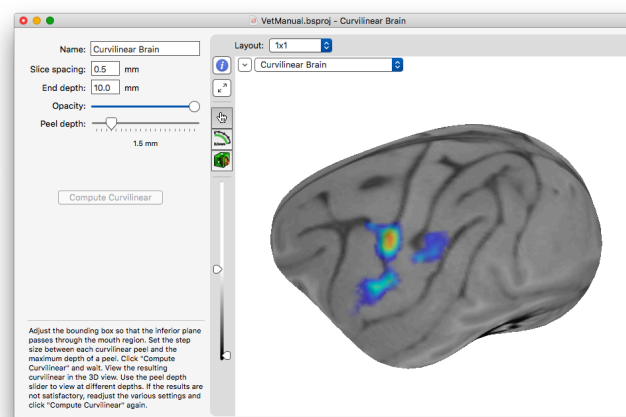 VetManual.bsproj - Curvilinear Brain
Name: Curvilinear Brain
Slice spacing: 0.5 mm
End depth: 10.0 mm
Opacity:
Peel depth:
1.5 mm
Compute Curvilinear
Adjust the bounding box so that the inferior plane
passes through the mouth region. Set the step
size between each curvilinear peel and the
maximum depth of a peel. Click "Compute
Curvilinear" and wait. View the resulting
curvilinear in the 3D view. Use the peel depth
slider to view at different depths. If the results are
not satisfactory, readjust the various settings and
click "Compute Curvilinear" again.
Layout: 1x1
Curvilinear Brain